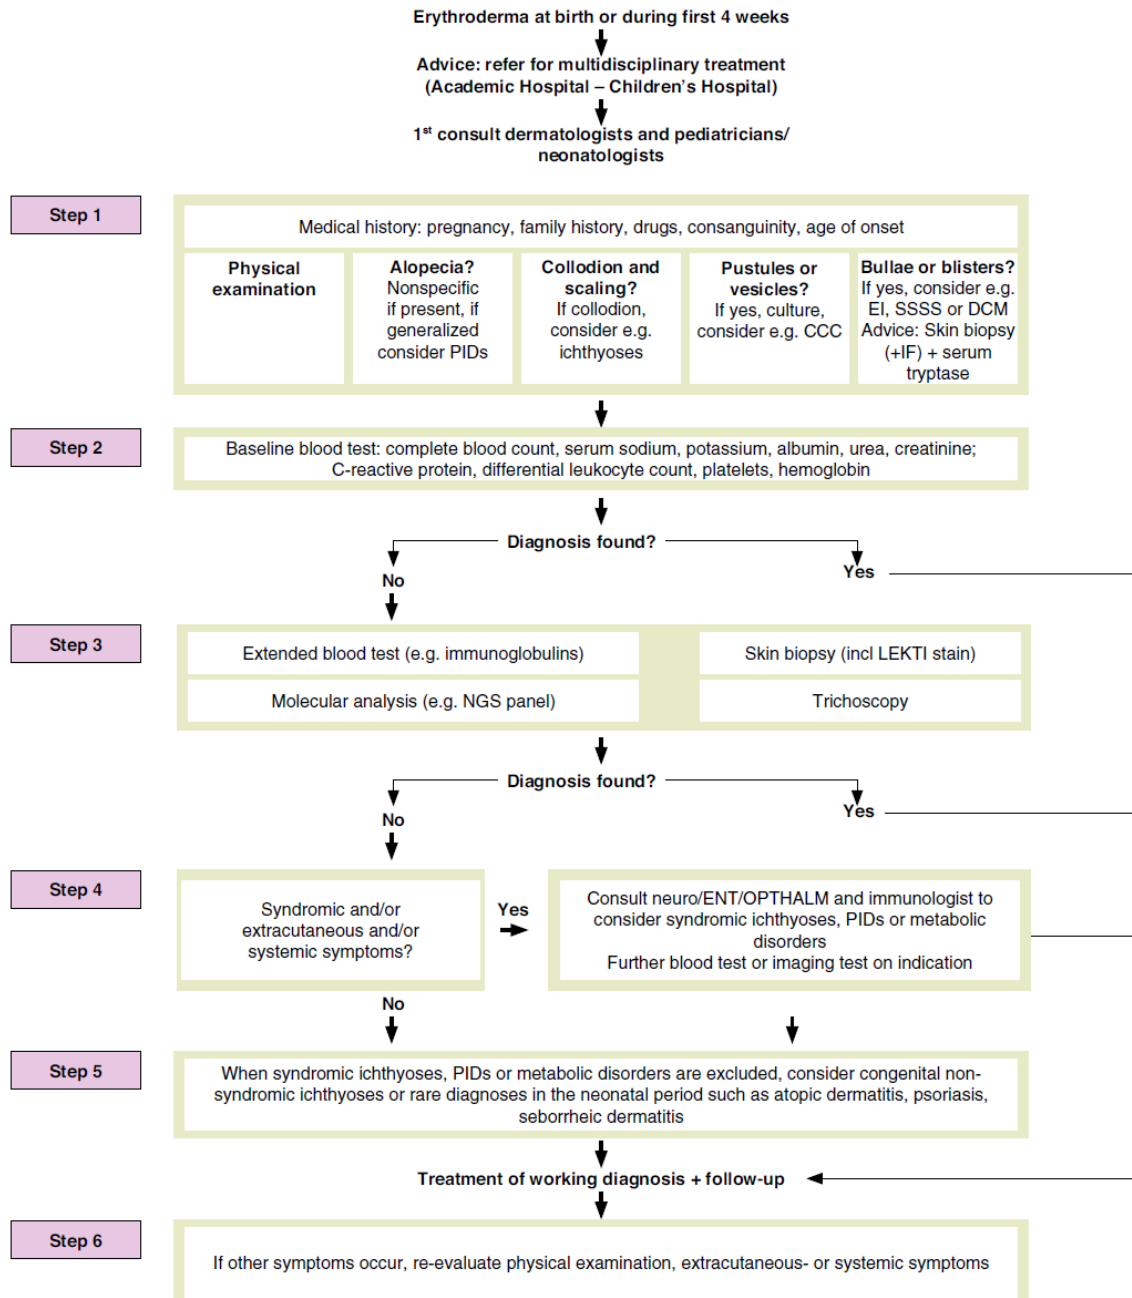 Erythroderma at birth or during first 4 weeks
Advice: refer for multidisciplinary treatment
(Academic Hospital – Children's Hospital)
1st consult dermatologists and pediatricians/
neonatologists
Step 1
Medical history: pregnancy, family history, drugs, consanguinity, age of onset
Physical
examination
Alopecia?
Nonspecific
if present, if
generalized
consider PIDs
Collodion and
scaling?
If collodion,
consider e.g.
ichthyoses
Pustules or
vesicles?
If yes, culture,
consider e.g. CCC
Bullae or blisters?
If yes, consider e.g.
EI, SSSS or DCM
Advice: Skin biopsy
(+IF) + serum
tryptase
Step 2
Baseline blood test: complete blood count, serum sodium, potassium, albumin, urea, creatinine;
C-reactive protein, differential leukocyte count, platelets, hemoglobin
Diagnosis found?
No
Yes
Step 3
Extended blood test (e.g. immunoglobulins)
Skin biopsy (incl LEKTI stain)
Molecular analysis (e.g. NGS panel)
Trichoscopy
Diagnosis found?
No
Yes
Step 4
Syndromic and/or
extracutaneous and/or
systemic symptoms?
Yes
Consult neuro/ENT/OPTHALM and immunologist to
consider syndromic ichthyoses, PIDs or metabolic
disorders
Further blood test or imaging test on indication
No
Step 5
When syndromic ichthyoses, PIDs or metabolic disorders are excluded, consider congenital non-
syndromic ichthyoses or rare diagnoses in the neonatal period such as atopic dermatitis, psoriasis,
seborrheic dermatitis
Treatment of working diagnosis + follow-up
Step 6
If other symptoms occur, re-evaluate physical examination, extracutaneous- or systemic symptoms